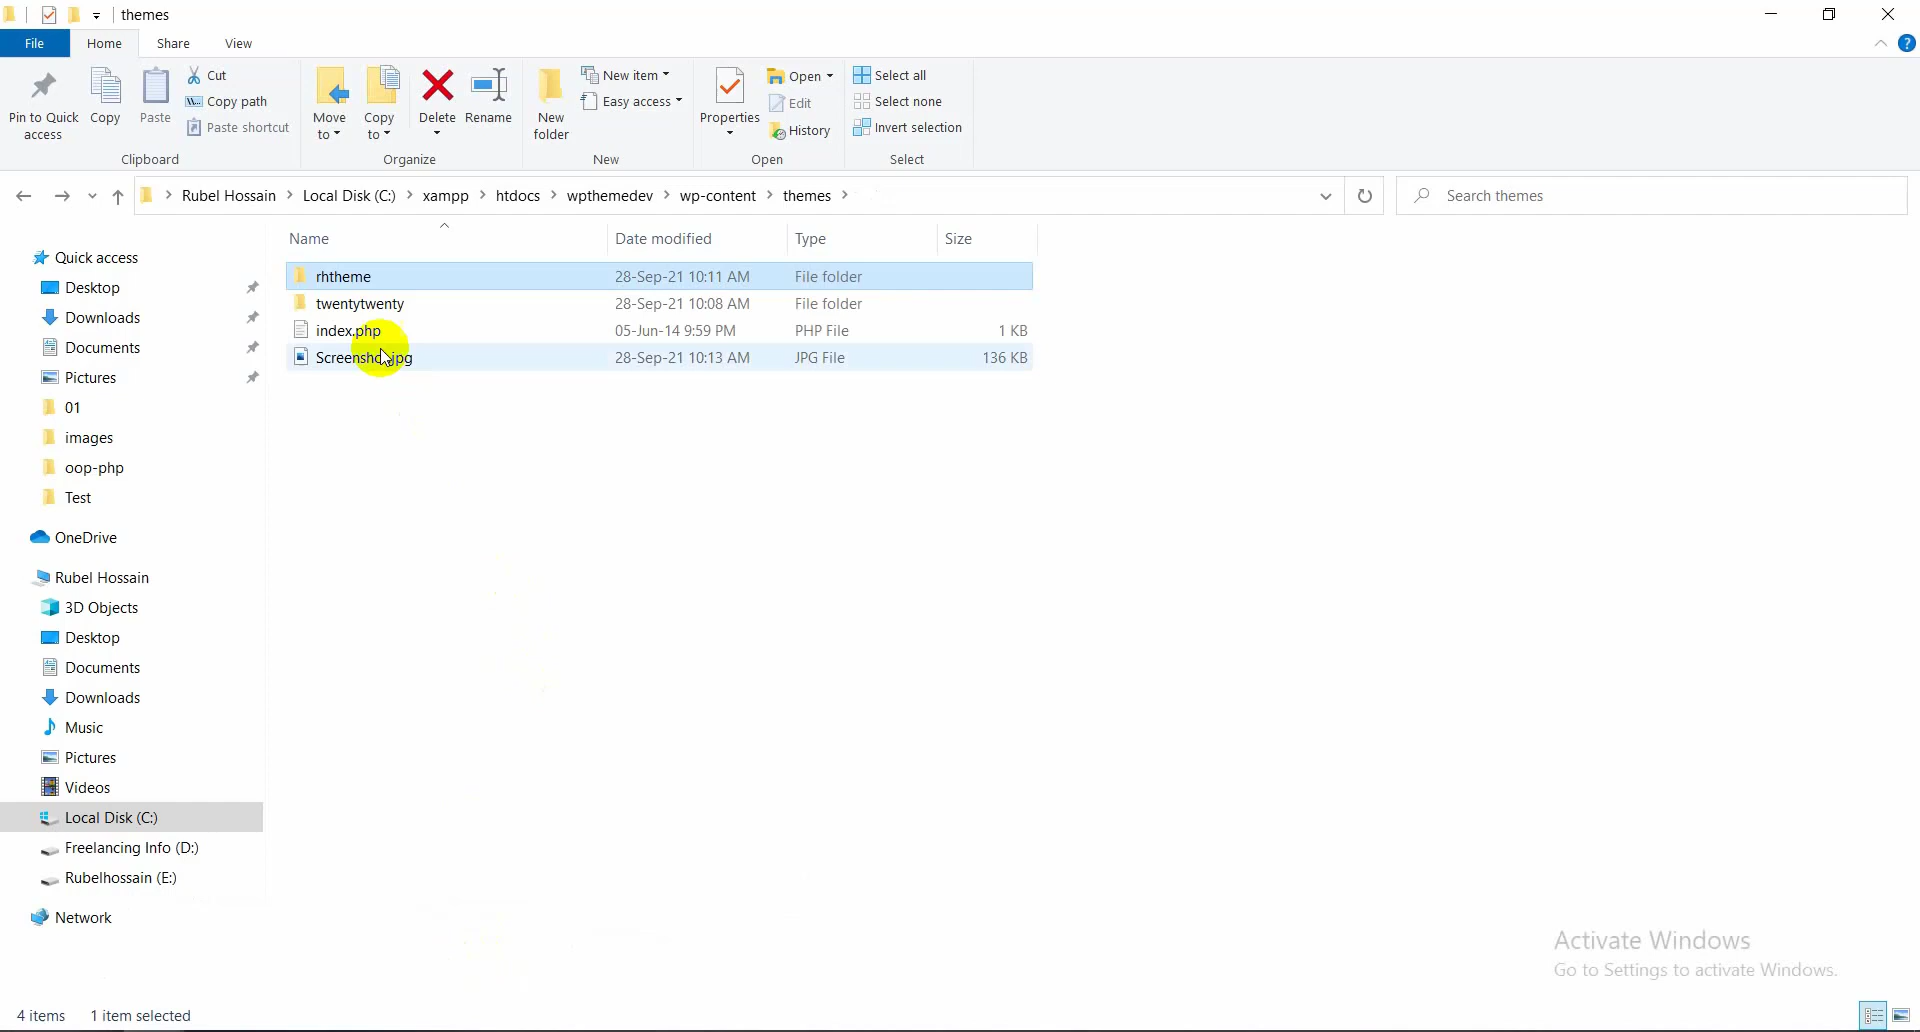 themes
File Home Share View
Pin to Quick access
Copy
Paste
Cut
Copy path
Paste shortcut
Clipboard
Move to
Copy to
Delete
Rename
Organize
New folder
New item
Easy access
New
Properties
Open
Edit
History
Open
Select all
Select none
Invert selection
Select
Rubel Hossain Local Disk (C:) xampp htdocs wpthemedev wp-content themes
Search themes
Name Date modified Type Size
rhtheme 28-Sep-21 10:11 AM File folder
twentytwenty 28-Sep-21 10:08 AM File folder
index.php 05-Jun-14 9:59 PM PHP File 1 KB
Screenshot.jpg 28-Sep-21 10:13 AM JPG File 136 KB
Quick access
Desktop
Downloads
Documents
Pictures
01
images
oop-php
Test
OneDrive
Rubel Hossain
3D Objects
Desktop
Documents
Downloads
Music
Pictures
Videos
Local Disk (C:)
Freelancing Info (D:)
Rubelhossain (E:)
Network
Activate Windows
Go to Settings to activate Windows.
4 items 1 item selected